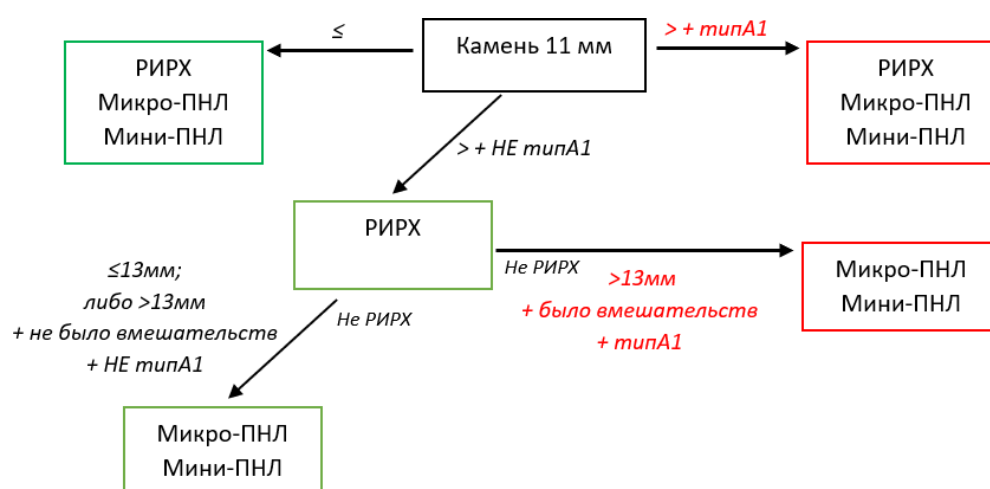 ≤
Камень 11 мм
> + типА1
РИРХ
Микро-ПНЛ
Мини-ПНЛ
РИРХ
Микро-ПНЛ
Мини-ПНЛ
> + НЕ типА1
РИРХ
≤13мм;
либо >13мм
+ не было вмешательств
+ НЕ типА1
Не РИРХ
Не РИРХ
>13мм
+ было вмешательств
+ типА1
Микро-ПНЛ
Мини-ПНЛ
Микро-ПНЛ
Мини-ПНЛ